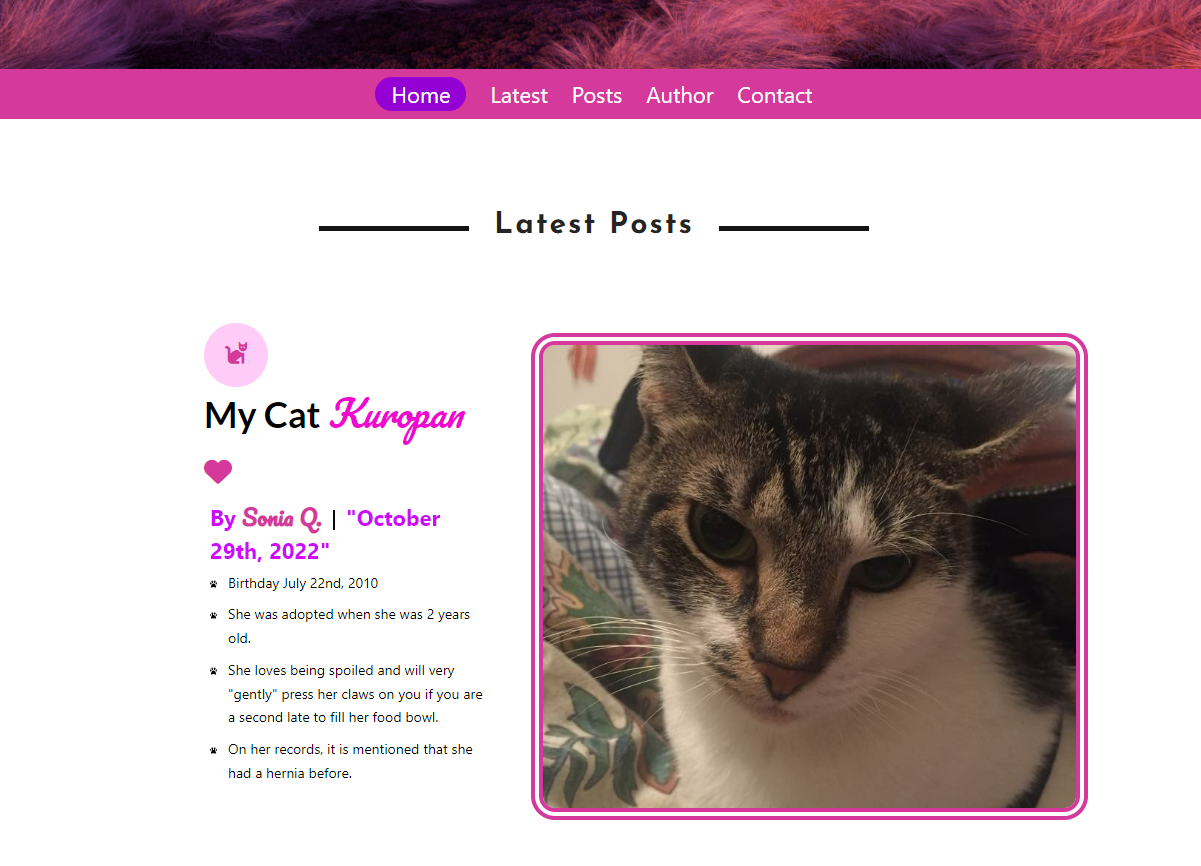 Home Latest Posts Author Contact
Latest Posts
My Cat Kuropan
By Sonia Q. | "October
29th, 2022"
Birthday July 22nd, 2010
She was adopted when she was 2 years
old.
She loves being spoiled and will very
"gently" press her claws on you if you are
a second late to fill her food bowl.
On her records, it is mentioned that she
had a hernia before.